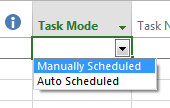 Task Mode
Task N
Manually Scheduled
Auto Scheduled